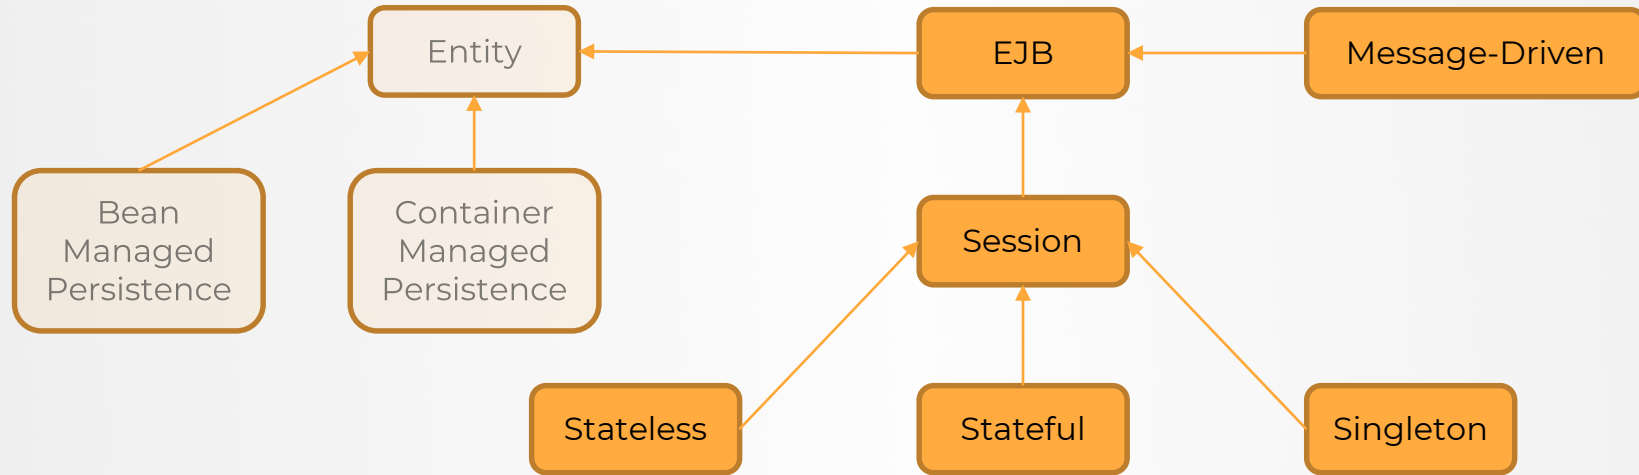 Entity
EJB
Message-Driven
Bean
Managed
Persistence
Container
Managed
Persistence
Session
Stateless
Stateful
Singleton